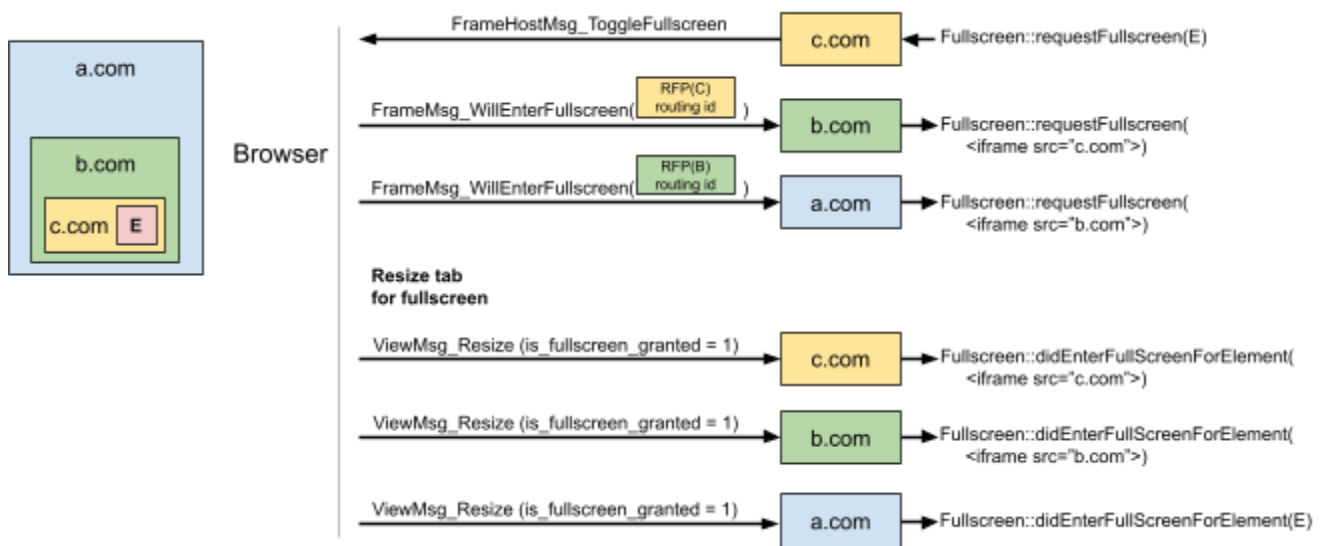 a.com
b.com
c.com
E
Browser
FrameHostMsg_ToggleFullscreen
c.com
Fullscreen::requestFullscreen(E)
FrameMsg_WillEnterFullscreen(
RFP(C)
routing id
)
b.com
Fullscreen::requestFullscreen(
<iframe src="c.com">)
FrameMsg_WillEnterFullscreen(
RFP(B)
routing id
)
a.com
Fullscreen::requestFullscreen(
<iframe src="b.com">)
Resize tab
for fullscreen
ViewMsg_Resize (is_fullscreen_granted = 1)
c.com
Fullscreen::didEnterFullScreenForElement(
<iframe src="c.com">)
ViewMsg_Resize (is_fullscreen_granted = 1)
b.com
Fullscreen::didEnterFullScreenForElement(
<iframe src="b.com">)
ViewMsg_Resize (is_fullscreen_granted = 1)
a.com
Fullscreen::didEnterFullScreenForElement(E)